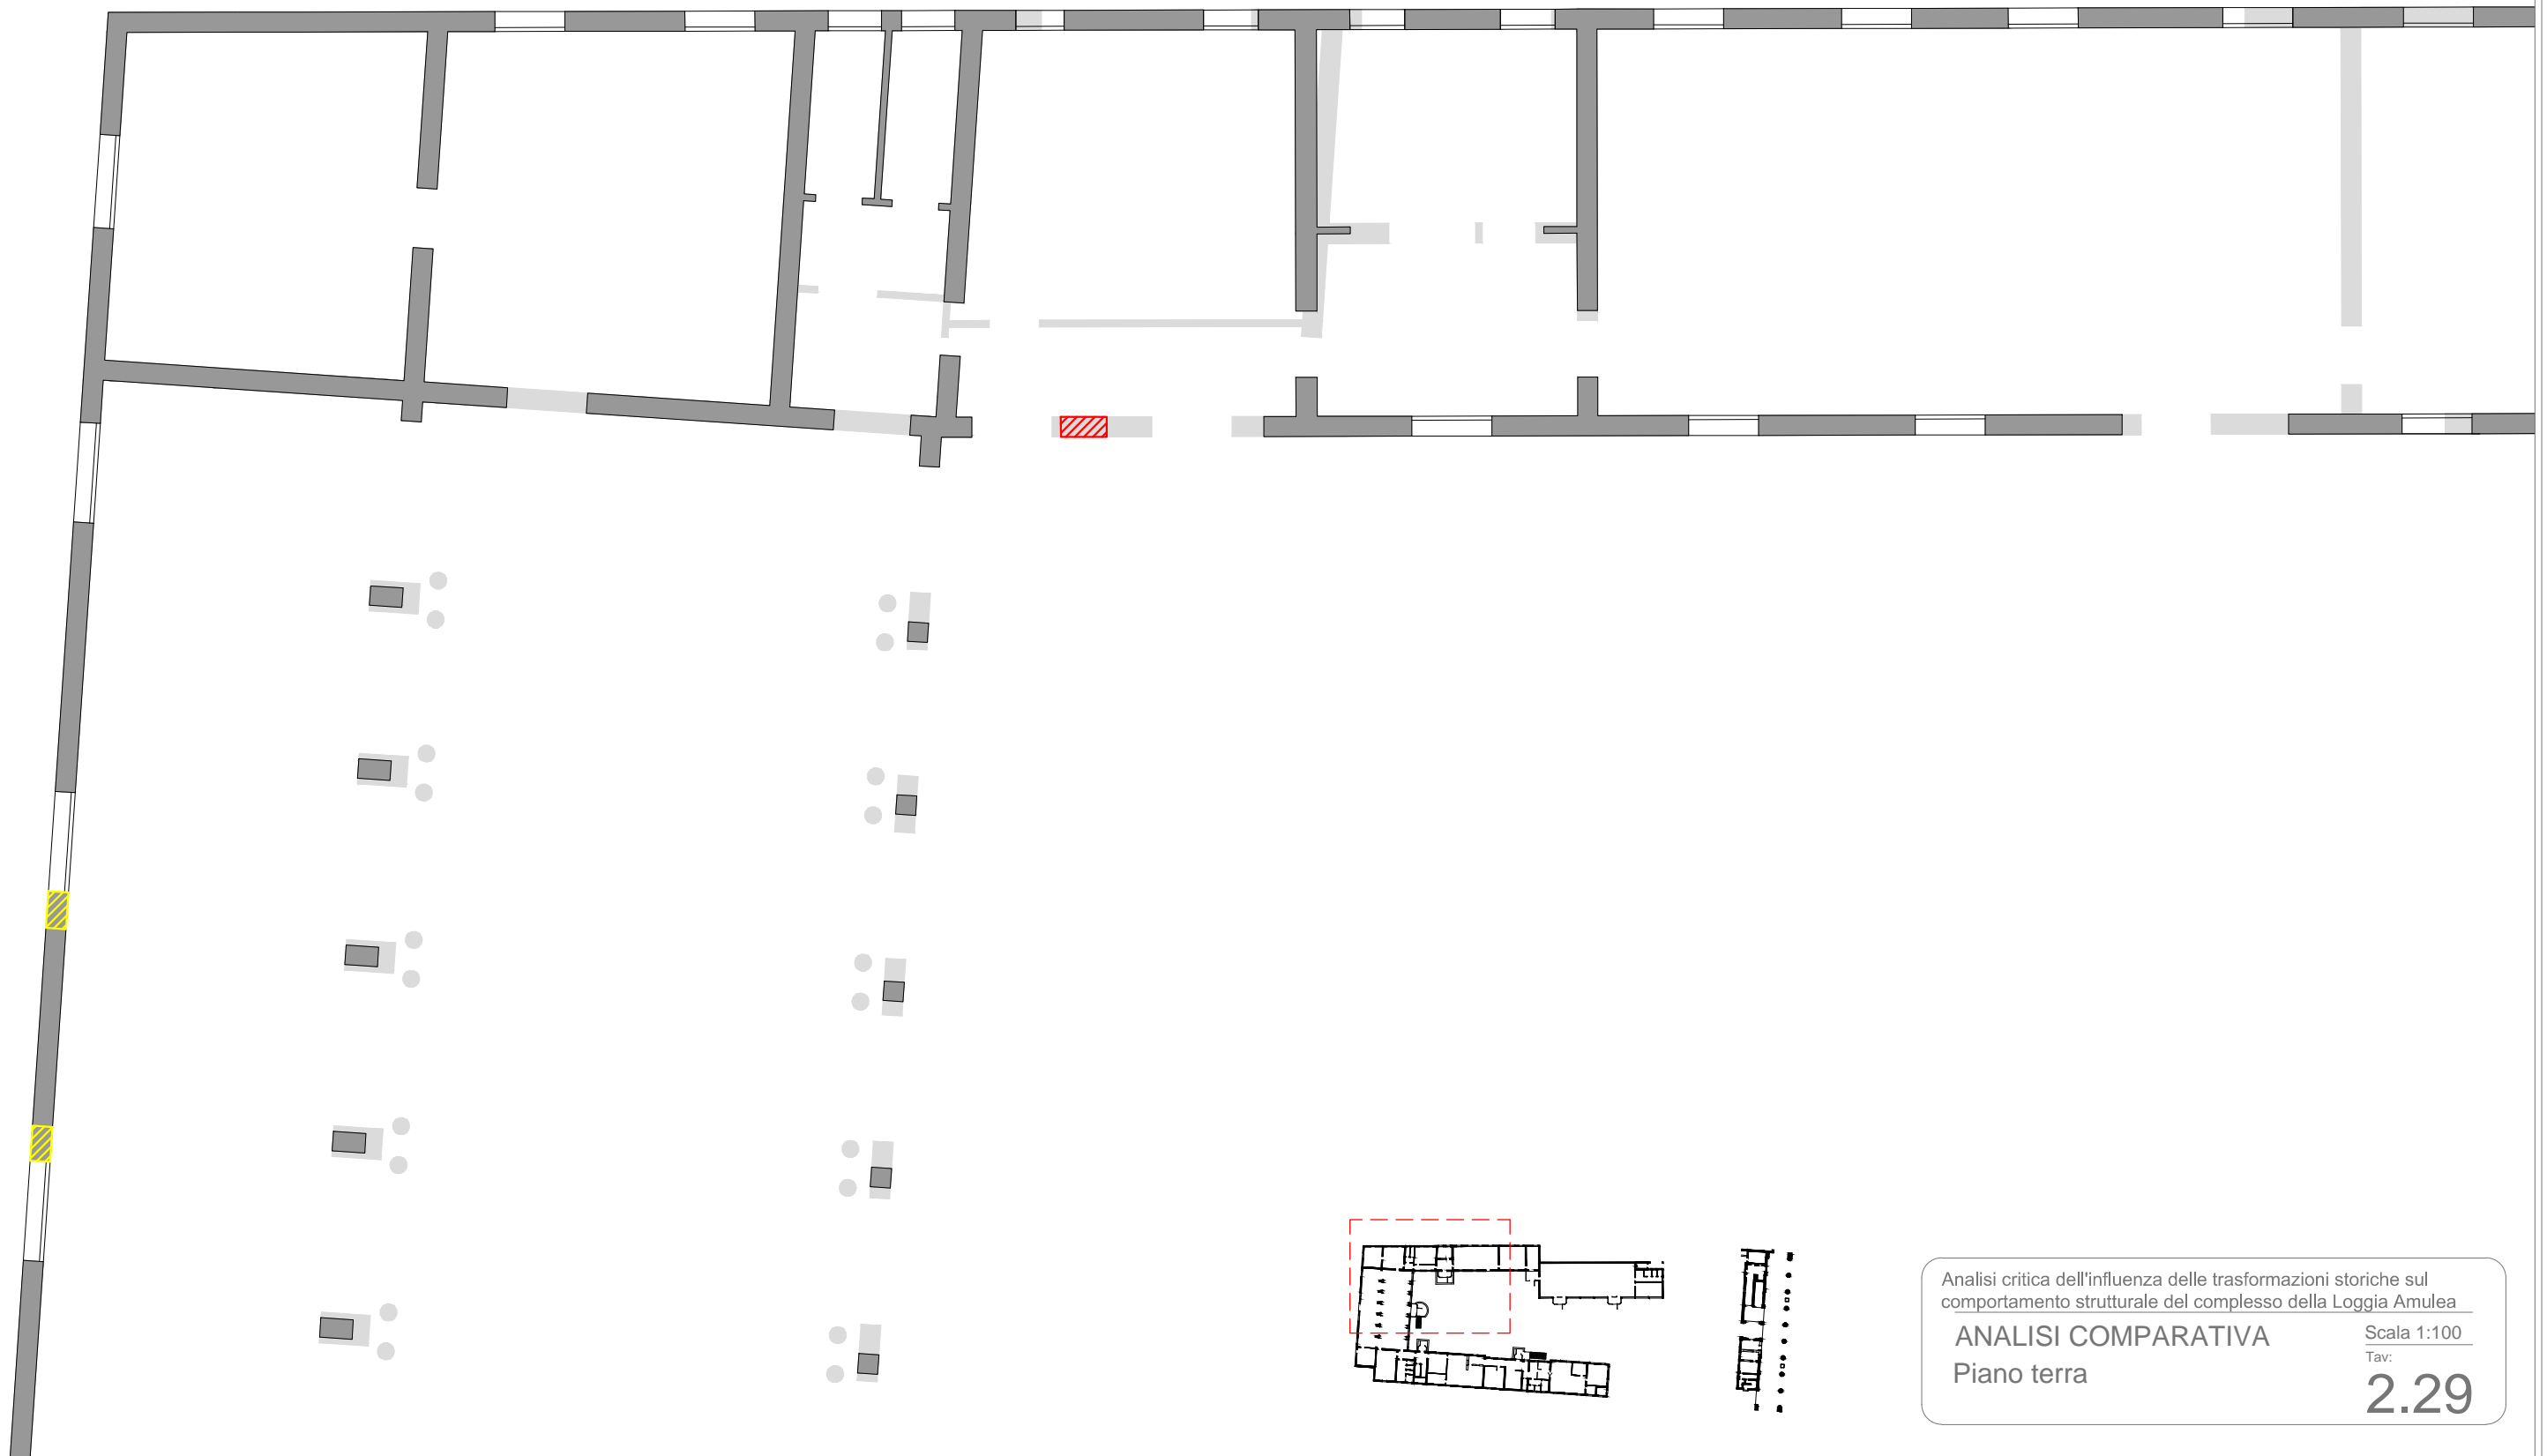 Analisi critica dell'influenza delle trasformazioni storiche sul
comportamento strutturale del complesso della Loggia Amulea
ANALISI COMPARATIVA
Scala 1:100
Piano terra
Tav:
2.29